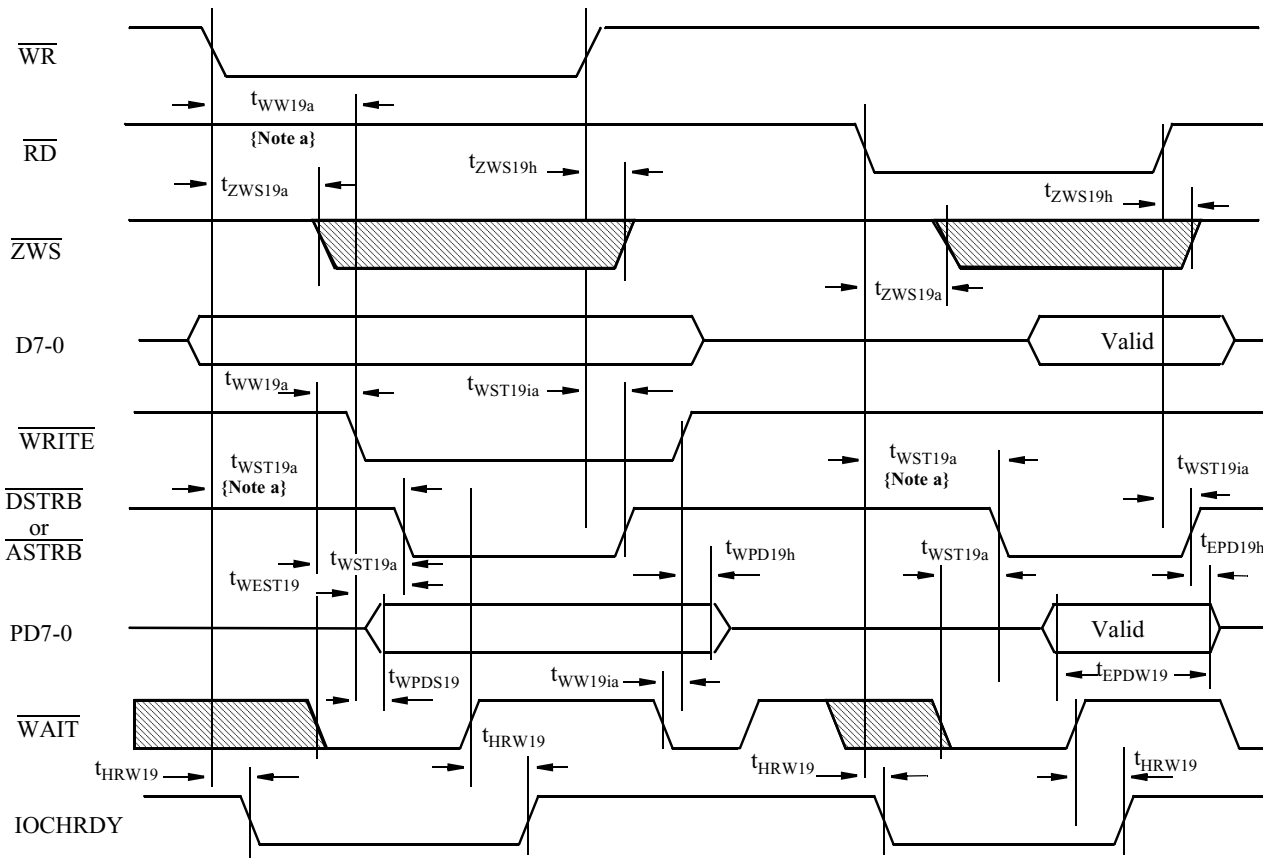 WR
tWW19a
{Note a}
RD
tZWS19h
tZWS19a
tZWS19h
ZWS
tZWS19a
D7-0
Valid
tWW19a
tWST19ia
WRITE
tWST19a
{Note a}
tWST19a
{Note a}
tWST19ia
DSTRB
or
ASTRB
tWST19a
tWEST19
tWPD19h
tWST19a
tEPD19h
PD7-0
Valid
tWPDS19
tWW19ia
tEPDW19
WAIT
tHRW19
tHRW19
tHRW19
tHRW19
IOCHRDY